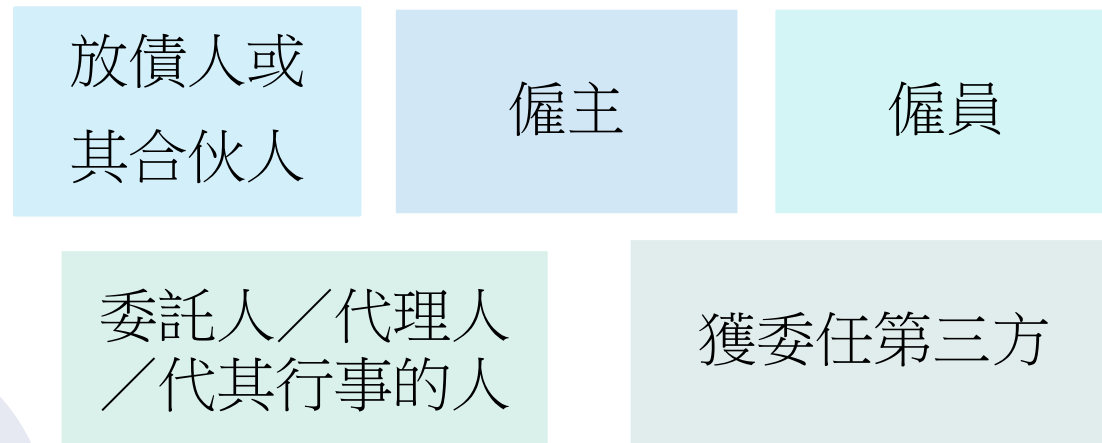 放債人或
其合伙人
僱主
僱員
委託人／代理人
／代其行事的人
獲委任第三方